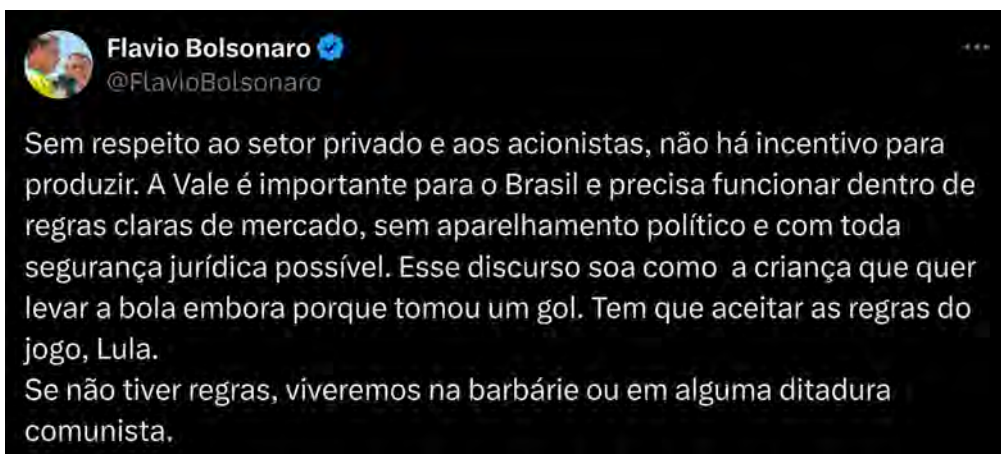 Flavio Bolsonaro
@FlavioBolsonaro
Sem respeito ao setor privado e aos acionistas, não há incentivo para
produzir. A Vale é importante para o Brasil e precisa funcionar dentro de
regras claras de mercado, sem aparelhamento político e com toda
segurança jurídica possível. Esse discurso soa como  a criança que quer
levar a bola embora porque tomou um gol. Tem que aceitar as regras do
jogo, Lula.
Se não tiver regras, viveremos na barbárie ou em alguma ditadura
comunista.